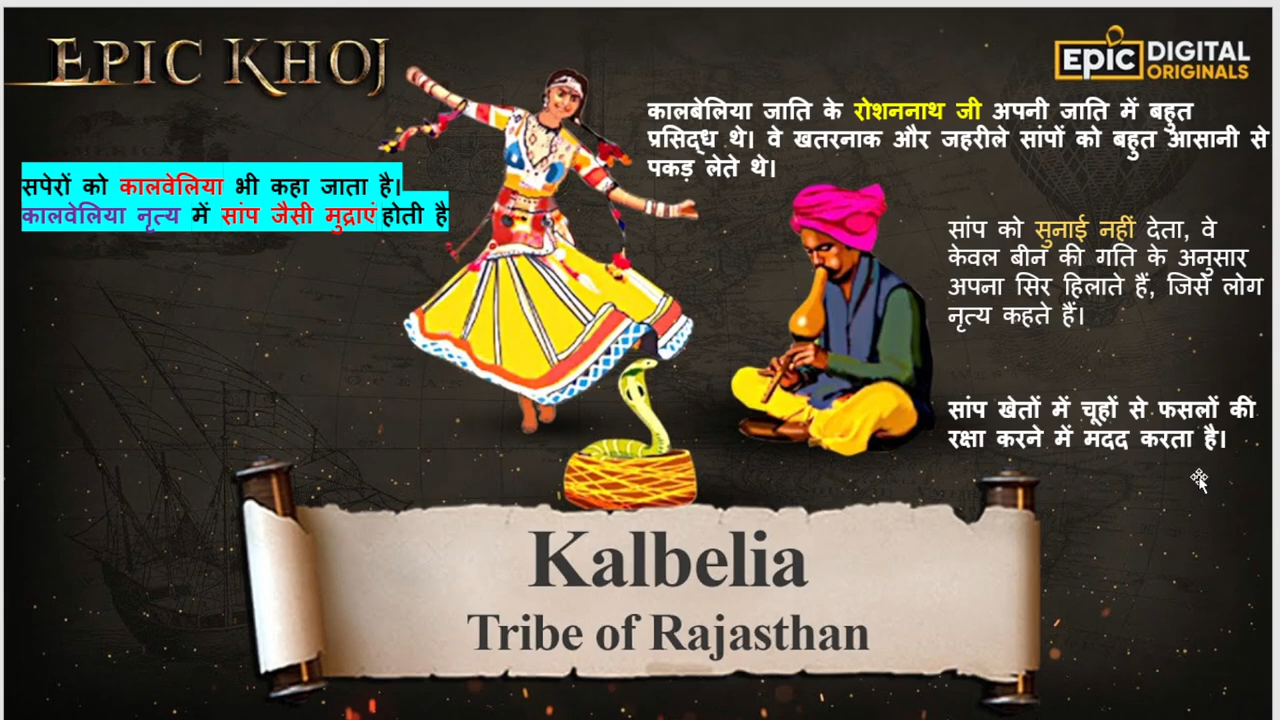 EPIC KHOJ
EPIC DIGITAL
ORIGINALS
कालबेलिया जाति के रोशननाथ जी अपनी जाति में बहुत
प्रसिद्ध थे। वे खतरनाक और जहरीले सांपों को बहुत आसानी से
पकड़ लेते थे।
सपेरों को कालवेलिया भी कहा जाता है।
कालवेलिया नृत्य में सांप जैसी मुद्राएं होती है
सांप को सुनाई नहीं देता, वे
केवल बीन की गति के अनुसार
अपना सिर हिलाते हैं, जिसे लोग
नृत्य कहते हैं।
सांप खेतों में चूहों से फसलों की
रक्षा करने में मदद करता है।
Kalbelia
Tribe of Rajasthan